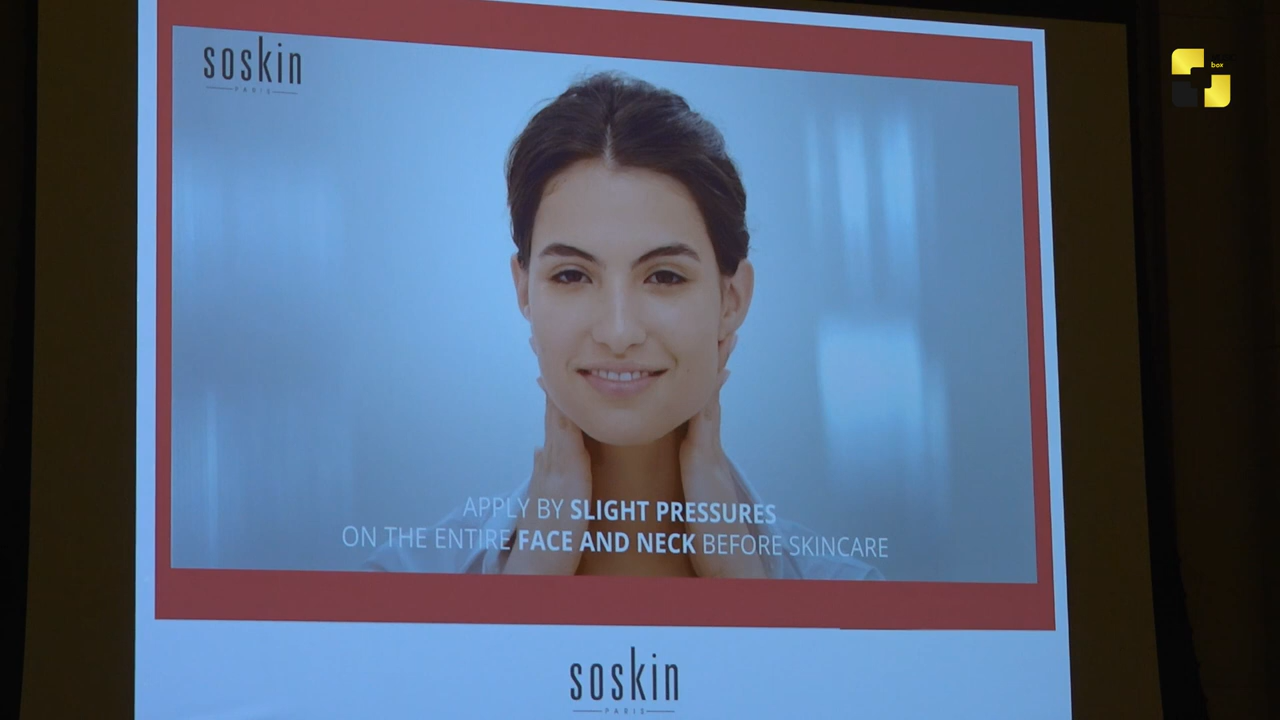 soskin
PARIS
box
APPLY BY SLIGHT PRESSURES
ON THE ENTIRE FACE AND NECK BEFORE SKINCARE
soskin
PARIS